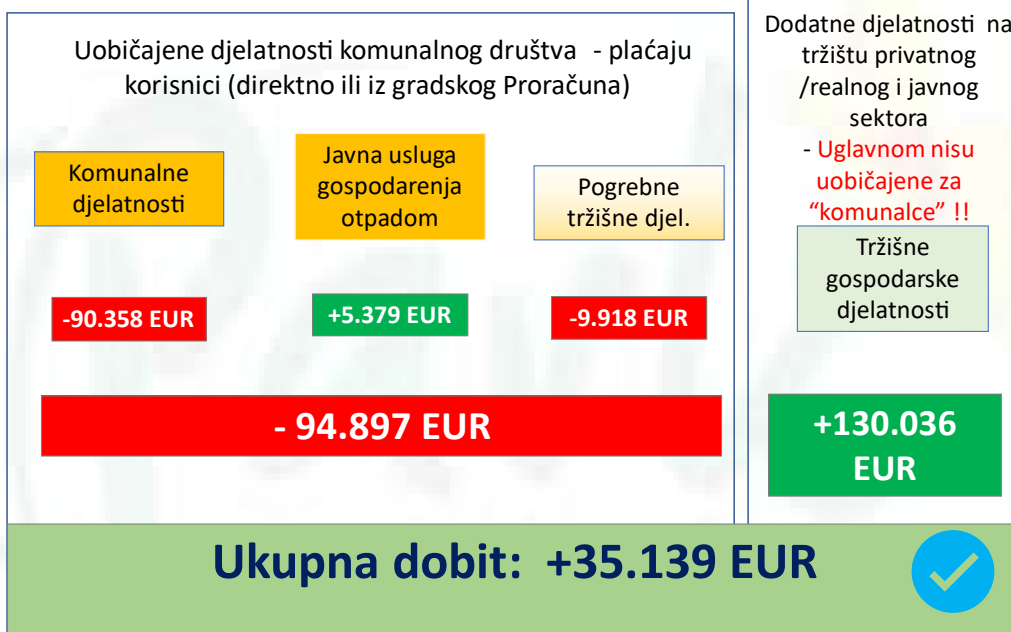 Uobičajene djelatnosti komunalnog društva - plaćaju
korisnici (direktno ili iz gradskog Proračuna)
Komunalne
djelatnosti
Javna usluga
gospodarenja
otpadom
Pogrebne
tržišne djel.
-90.358 EUR
+5.379 EUR
-9.918 EUR
- 94.897 EUR
Dodatne djelatnosti na
tržištu privatnog
/realnog i javnog
sektora
- Uglavnom nisu
uobičajene za
“komunalce” !!
Tržišne
gospodarske
djelatnosti
+130.036
EUR
Ukupna dobit: +35.139 EUR